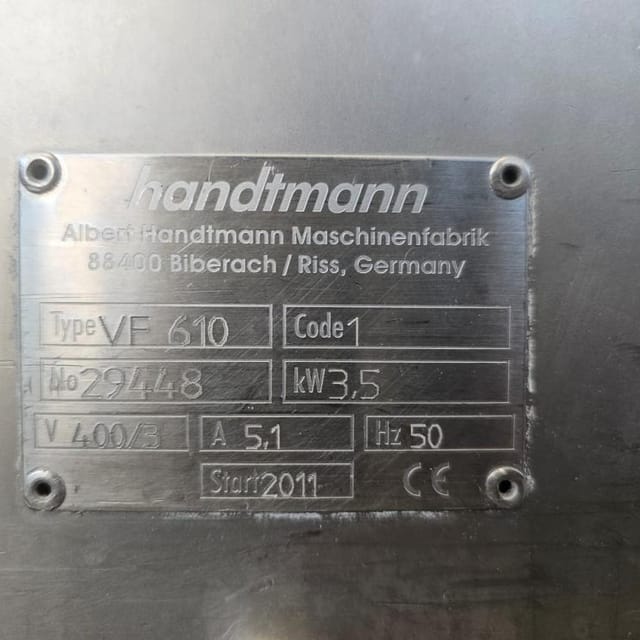 handtmann
Albert Handtmann Maschinenfabrik
88400 Biberach / Riss, Germany
Type VF 610 Code 1
No 29448 kW 3,5
V 400/3 A 5,1 Hz 50
Start 2011 CE